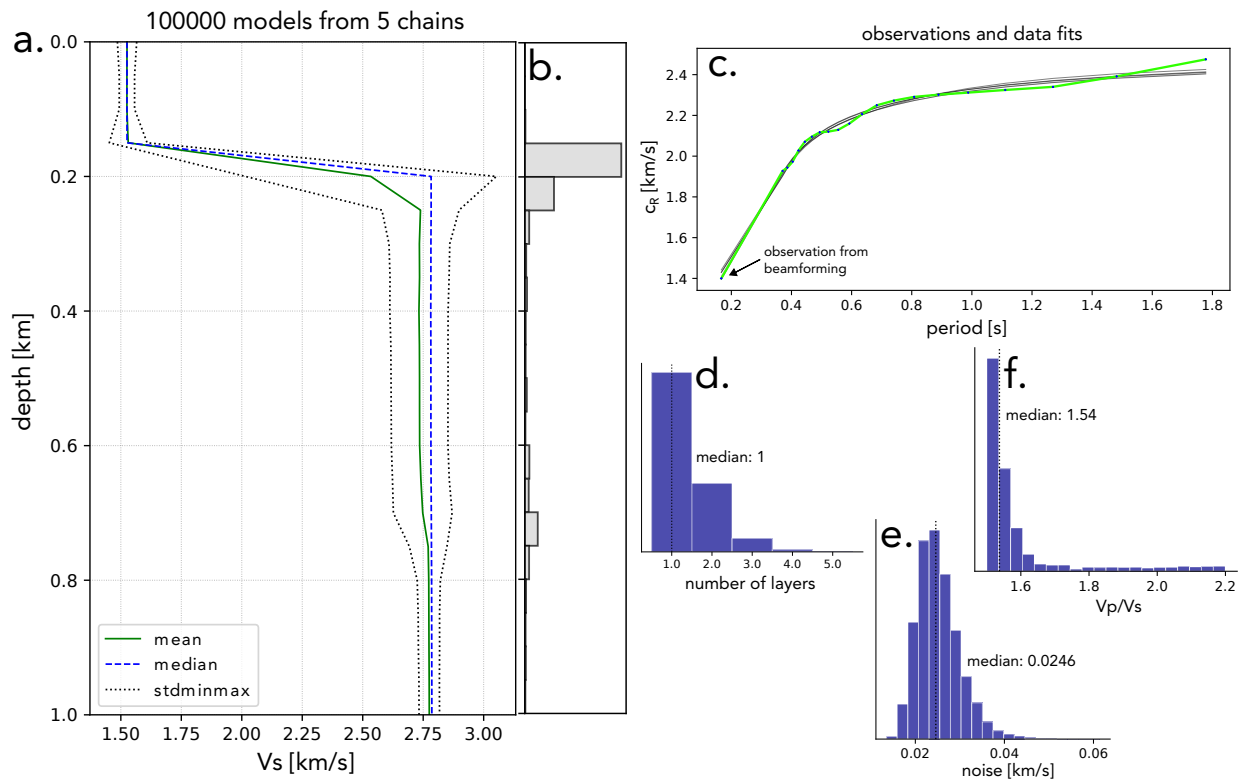 100000 models from 5 chains
a.
0.0
0.2
0.4
0.6
0.8
1.0
depth [km]
1.50
1.75
2.00
2.25
2.50
2.75
3.00
Vs [km/s]
mean
median
stdminmax
b.
observations and data fits
c.
2.4
2.2
2.0
1.8
1.6
1.4
cR [km/s]
observation from
beamforming
0.2
0.4
0.6
0.8
1.0
1.2
1.4
1.6
1.8
period [s]
d.
median: 1
1.0
2.0
3.0
4.0
5.0
number of layers
f.
median: 1.54
1.6
1.8
2.0
2.2
Vp/Vs
e.
median: 0.0246
0.02
0.04
0.06
noise [km/s]